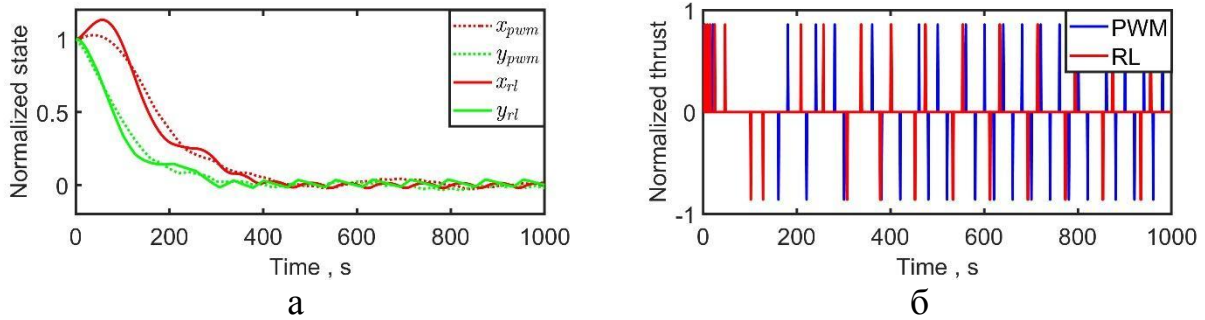 Normalized state
1
0.5
0
x_pwm
y_pwm
x_rl
y_rl
0 200 400 600 800 1000
Time , s
а
Normalized thrust
1
0
-1
PWM
RL
0 200 400 600 800 1000
Time , s
б